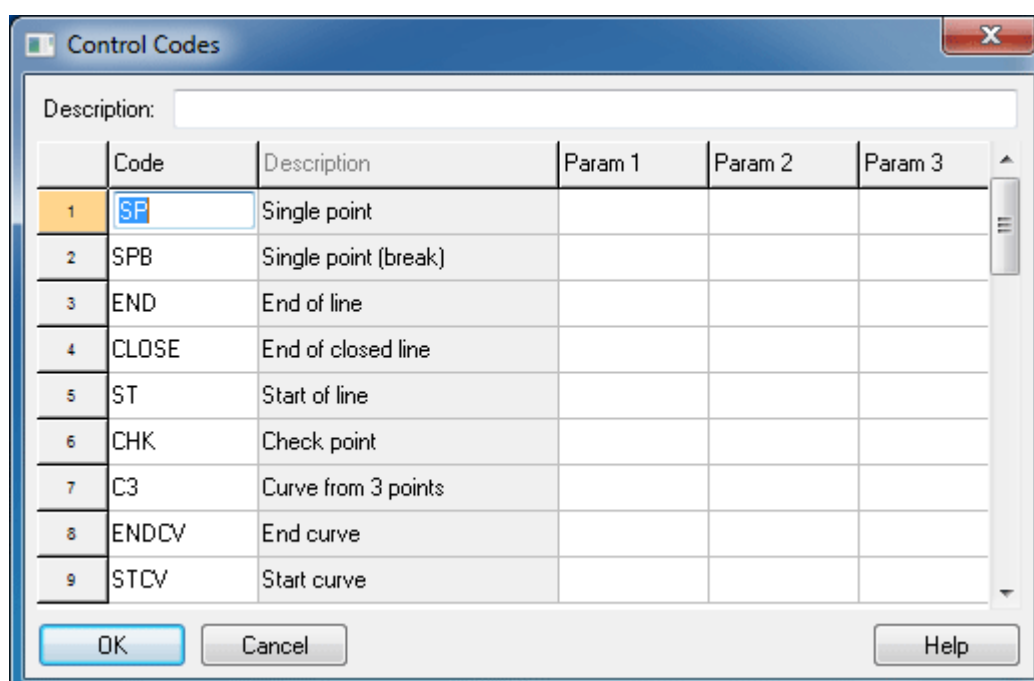 Control Codes
Description:
Code Description Param 1 Param 2 Param 3
1 SP Single point
2 SPB Single point (break)
3 END End of line
4 CLOSE End of closed line
5 ST Start of line
6 CHK Check point
7 C3 Curve from 3 points
8 ENDCV End curve
9 STCV Start curve
OK Cancel Help